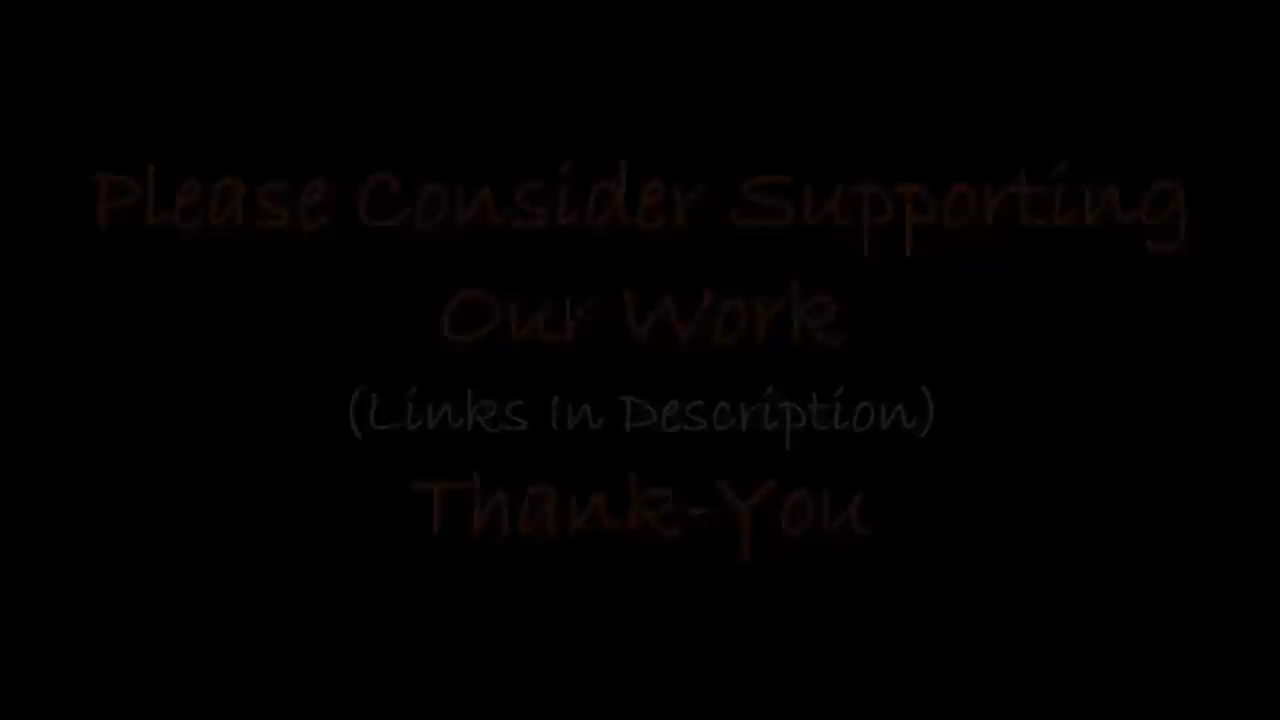 Please Consider Supporting
Our Work
(Links In Description)
Thank-You